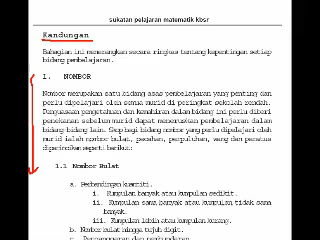 sukatan pelajaran matematik kbsr
Kandungan
Bahagian ini menerangkan secara ringkas tentang kepentingan setiap
bidang pembelajaran.
1. NOMBOR
Nombor merupakan satu bidang asas pembelajaran yang penting dan
perlu dipelajari oleh semua murid di peringkat sekolah rendah.
Penguasaan pengetahuan dan kemahiran dalam bidang ini perlu diberi
penekanan sebelum murid dapat meneruskan pembelajaran dalam
bidang-bidang lain. Skop bagi bidang nombor yang perlu dipelajari oleh
murid ialah nombor bulat, pecahan, perpuluhan, wang dan peratus
diperincikan seperti berikut:
1.1 Nombor Bulat
a. Perbandingan kuantiti.
i. Kumpulan banyak atau kumpulan sedikit.
ii. Kumpulan sama banyak atau kumpulan tidak sama
banyak.
iii. Kumpulan lebih atau kumpulan kurang.
b. Nombor bulat hingga tujuh digit.